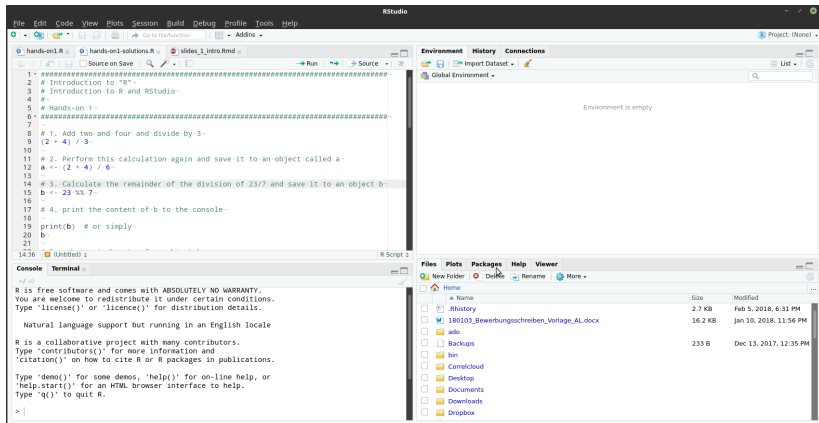 RStudio
File Edit Code View Plots Session Build Debug Profile Tools Help
Go to file/function Addins Project: (None)
hands-on1.R hands-on1-solutions.R slides_1_intro.Rmd
Source on Save Run Source
1 ################################################################################¬
2 # Introduction to "R"¬
3 # Introduction to R and RStudio¬
4 #¬
5 # Hands-on 1¬
6 ################################################################################¬
7 ¬
8 # 1. Add two and four and divide by 3¬
9 (2 + 4) / 3¬
10 ¬
11 # 2. Perform this calculation again and save it to an object called a¬
12 a <- (2 + 4) / 6¬
13 ¬
14 # 3. Calculate the remainder of the division of 23/7 and save it to an object b¬
15 b <- 23 %% 7¬
16 ¬
17 # 4. print the content of b to the console¬
18 ¬
19 print(b) # or simply¬
20 b¬
21 ¬
14:36 (Untitled) R Script
Console Terminal
~/
R is free software and comes with ABSOLUTELY NO WARRANTY.
You are welcome to redistribute it under certain conditions.
Type 'license()' or 'licence()' for distribution details.
Natural language support but running in an English locale
R is a collaborative project with many contributors.
Type 'contributors()' for more information and
'citation()' on how to cite R or R packages in publications.
Type 'demo()' for some demos, 'help()' for on-line help, or
'help.start()' for an HTML browser interface to help.
Type 'q()' to quit R.
>
Environment History Connections
Import Dataset List
Global Environment
Environment is empty
Files Plots Packages Help Viewer
New Folder Delete Rename More
Home
Name Size Modified
.Rhistory 2.7 KB Feb 5, 2018, 6:31 PM
180103_Bewerbungsschreiben_Vorlage_AL.docx 16.2 KB Jan 10, 2018, 11:56 PM
ado
Backups 233 B Dec 13, 2017, 12:35 PM
bin
Correlcloud
Desktop
Documents
Downloads
Dropbox